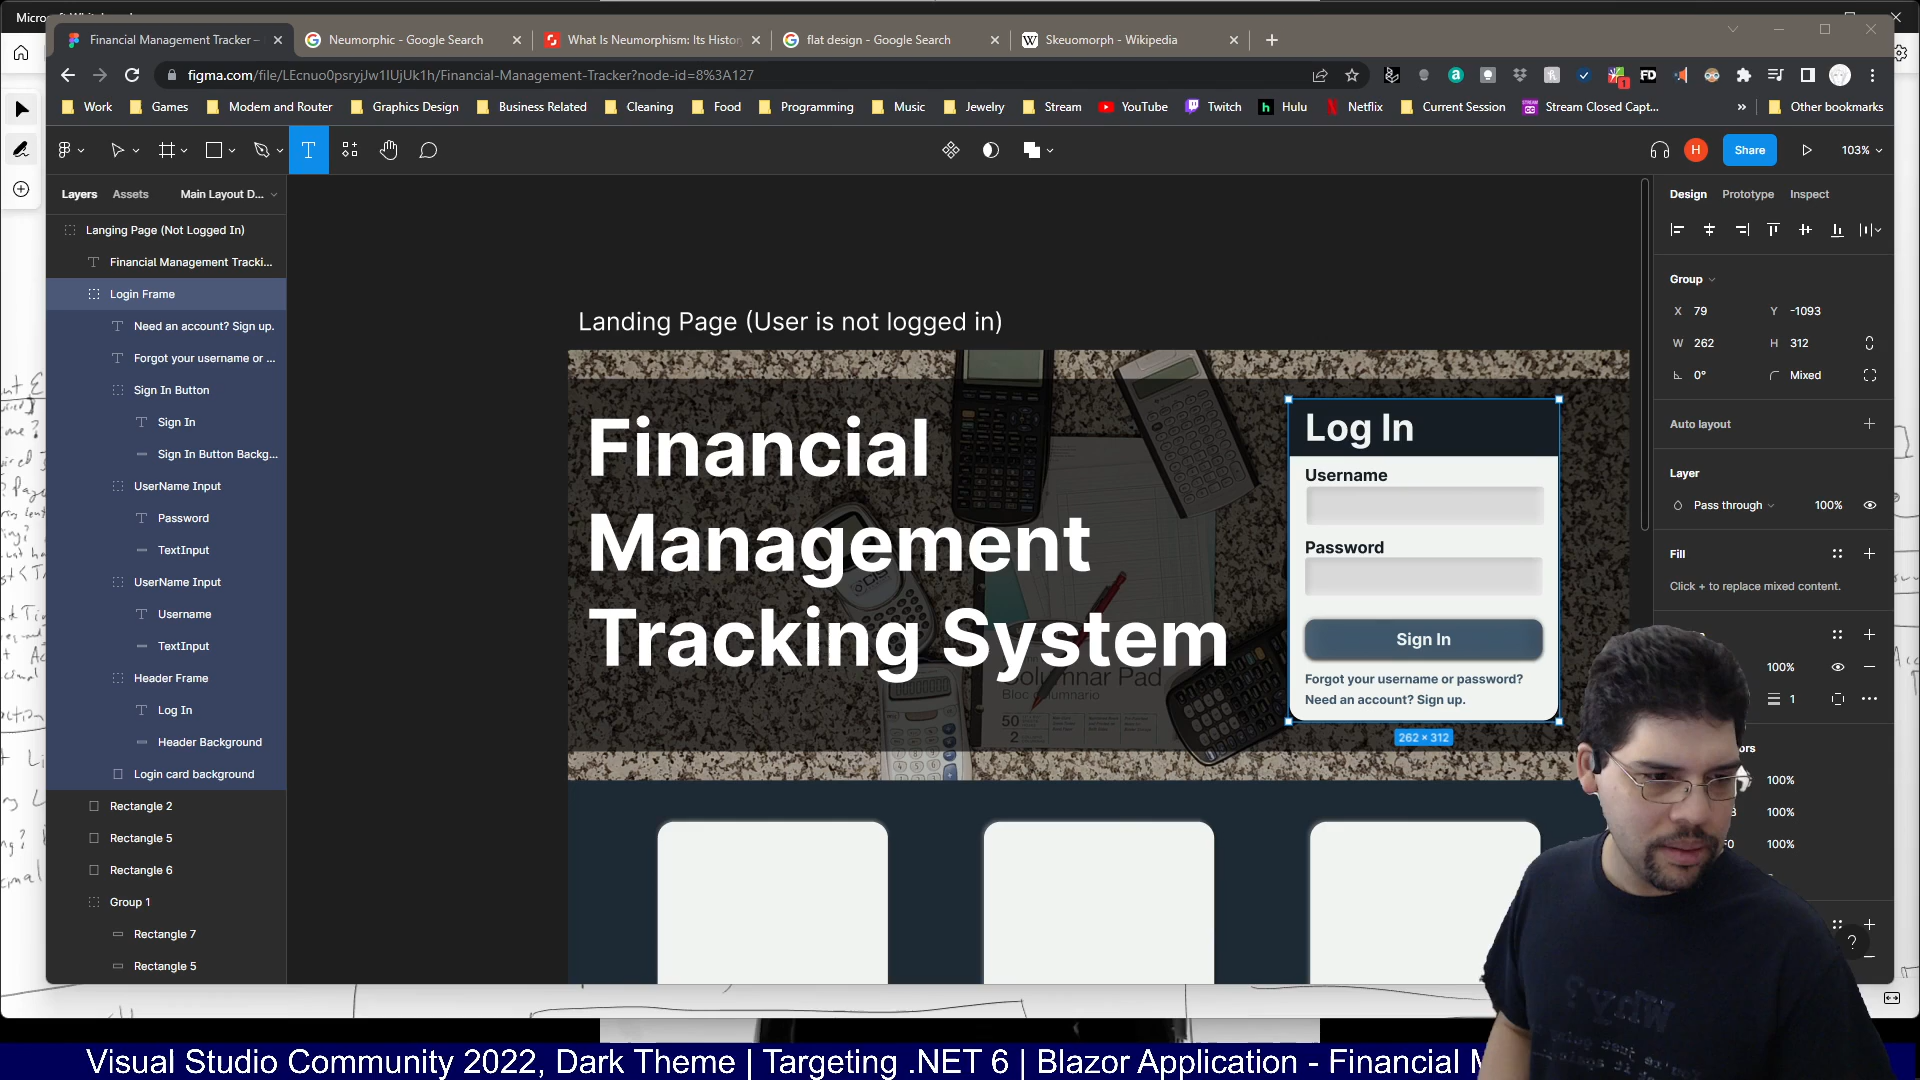 Financial Management Tracker –
Neumorphic - Google Search
What Is Neumorphism: Its Histor
flat design - Google Search
Skeuomorph - Wikipedia
figma.com/file/LEcnuo0psryjJw1IUjUk1h/Financial-Management-Tracker?node-id=8%3A127
Work
Games
Modem and Router
Graphics Design
Business Related
Cleaning
Food
Programming
Music
Jewelry
Stream
YouTube
Twitch
Hulu
Netflix
Current Session
Stream Closed Capt...
Other bookmarks
H
Share
103%
Layers
Assets
Main Layout D...
Design
Prototype
Inspect
Langing Page (Not Logged In)
Financial Management Tracki...
Login Frame
Need an account? Sign up.
Forgot your username or ...
Sign In Button
Sign In
Sign In Button Backg...
UserName Input
Password
TextInput
UserName Input
Username
TextInput
Header Frame
Log In
Header Background
Login card background
Rectangle 2
Rectangle 5
Rectangle 6
Group 1
Rectangle 7
Rectangle 5
Landing Page (User is not logged in)
Financial
Management
Tracking System
Log In
Username
Password
Sign In
Forgot your username or password?
Need an account? Sign up.
262 × 312
Columnar Pad
Bloc columnario
50
2
Group
X 79
Y -1093
W 262
H 312
0°
Mixed
Auto layout
Layer
Pass through
100%
Fill
Click + to replace mixed content.
100%
1
100%
100%
100%
?
Visual Studio Community 2022, Dark Theme | Targeting .NET 6 | Blazor Application - Financial